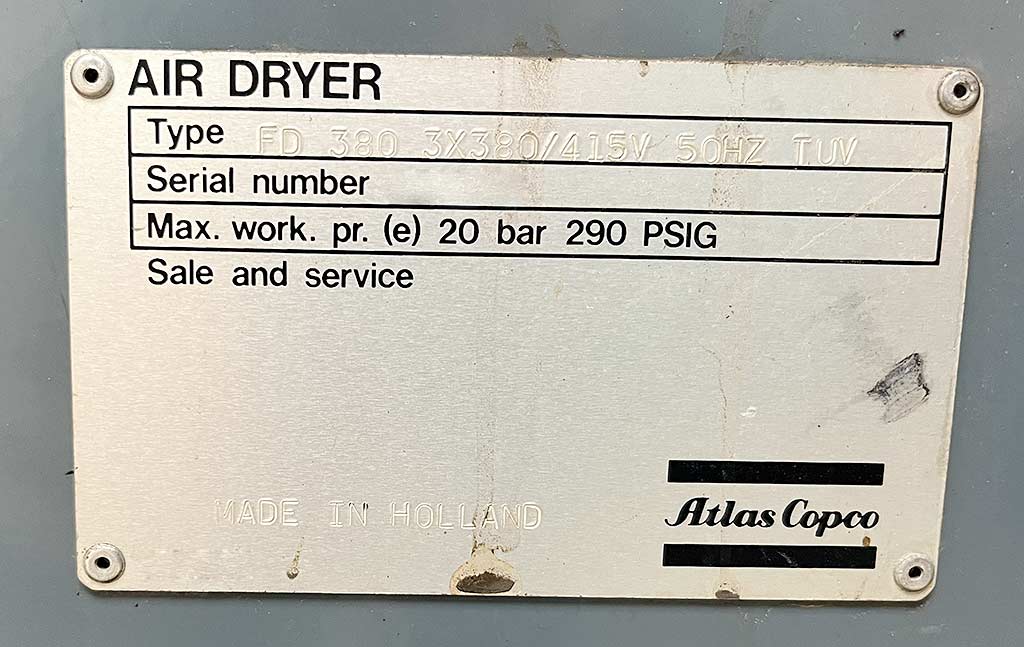 AIR DRYER
Type FD 380 3X380/415V 50HZ TUV
Serial number
Max. work. pr. (e) 20 bar 290 PSIG
Sale and service
MADE IN HOLLAND
Atlas Copco